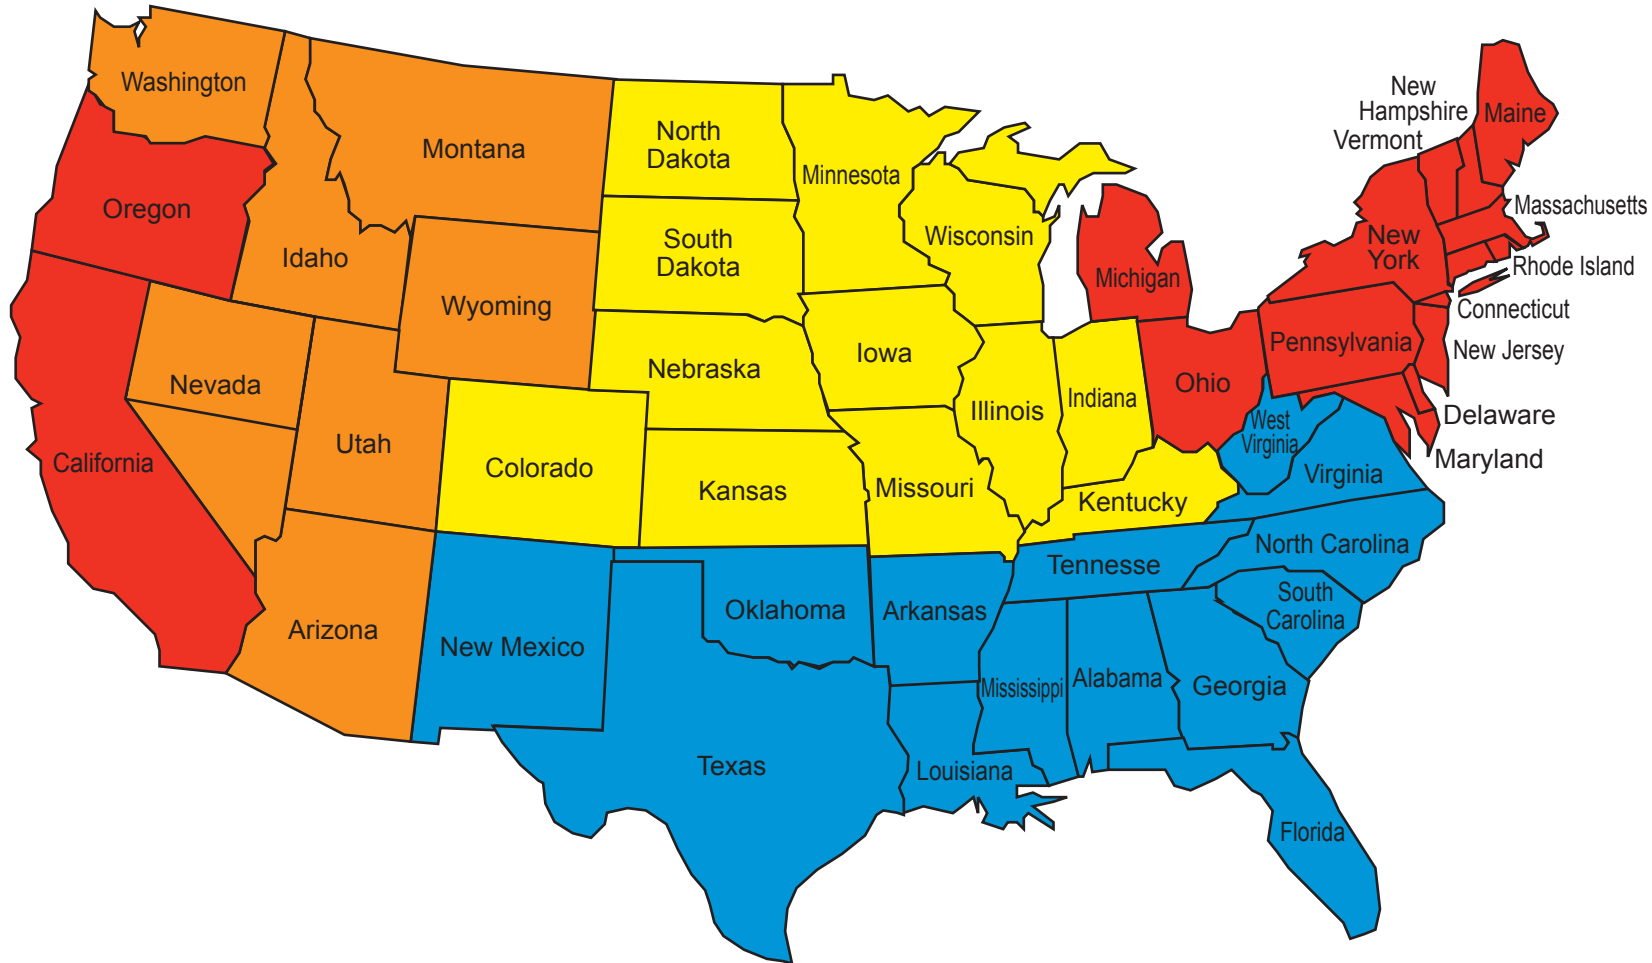 Washington
Oregon
California
Nevada
Idaho
Montana
Wyoming
Utah
Arizona
North
Dakota
South
Dakota
Nebraska
Colorado
Kansas
Minnesota
Iowa
Missouri
Wisconsin
Illinois
Indiana
Kentucky
Michigan
Ohio
New Mexico
Texas
Oklahoma
Arkansas
Louisiana
Tennesse
Mississippi
Alabama
Georgia
Florida
South
Carolina
North Carolina
Virginia
West
Virginia
Pennsylvania
New
York
Vermont
New
Hampshire
Maine
Massachusetts
Rhode Island
Connecticut
New Jersey
Delaware
Maryland